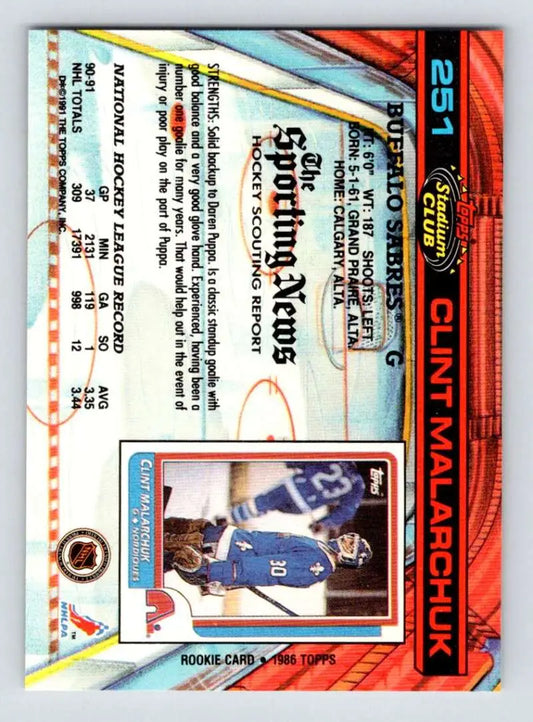 251
Topps
Stadium
CLUB
CLINT MALARCHUK
BUFFALO SABRES® G
HT: 6'0" WT: 187 SHOOTS: LEFT
BORN: 5-1-61, GRAND PRAIRE, ALTA.
HOME: CALGARY, ALTA.
The
Sporting News
HOCKEY SCOUTING REPORT
STRENGTHS: Solid backup to Daren Puppa. Is a classic standup goalie with
good balance and a very good glove hand. Experienced, having been a
number one goalie for many years. That would help out in the event of
injury or poor play on the part of Puppa.
NATIONAL HOCKEY LEAGUE RECORD
GP MIN GA SO AVG
90-91 37 2131 119 1 3.35
NHL TOTALS 309 17391 998 12 3.44
D*©1991 THE TOPPS COMPANY, INC.
TOPPS
23
30
CLINT MALARCHUK
G • NORDIQUES
ROOKIE CARD • 1986 TOPPS
NHL
NHLPA
TM